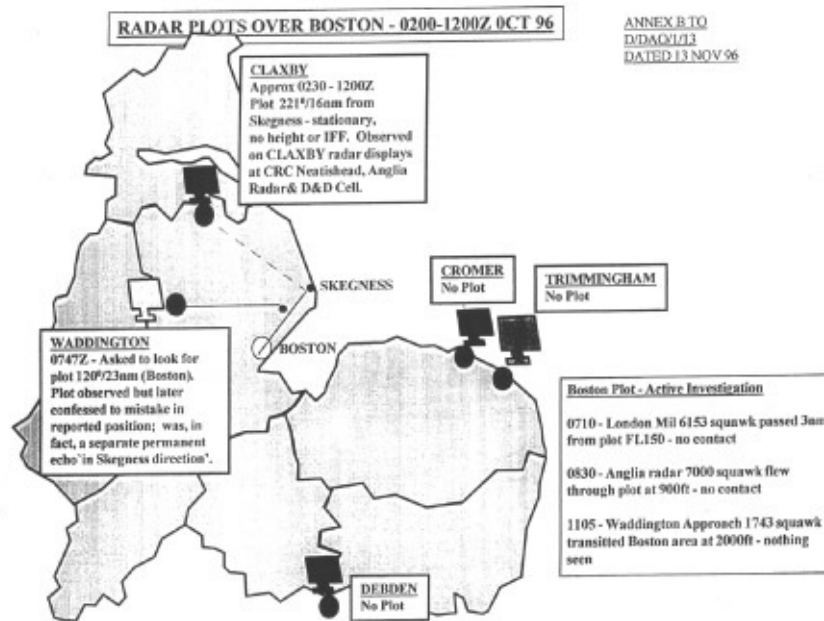 RADAR PLOTS OVER BOSTON - 0200-1200Z 0CT 96
ANNEX B TO
D/DAO/1/13
DATED 13 NOV 96
CLAXBY
Approx 0230 - 1200Z
Plot 221º/16nm from
Skegness - stationary,
no height or IFF. Observed
on CLAXBY radar displays
at CRC Neatishead, Anglia
Radar& D&D Cell.
SKEGNESS
BOSTON
CROMER
No Plot
TRIMMINGHAM
No Plot
WADDINGTON
0747Z - Asked to look for
plot 120º/23nm (Boston).
Plot observed but later
confessed to mistake in
reported position; was, in
fact, a separate permanent
echo'in Skegness direction'.
Boston Plot - Active Investigation
0710 - London Mil 6153 squawk passed 3nm
from plot FL150 - no contact
0830 - Anglia radar 7000 squawk flew
through plot at 900ft - no contact
1105 - Waddington Approach 1743 squawk
transitted Boston area at 2000ft - nothing
seen
DEBDEN
No Plot